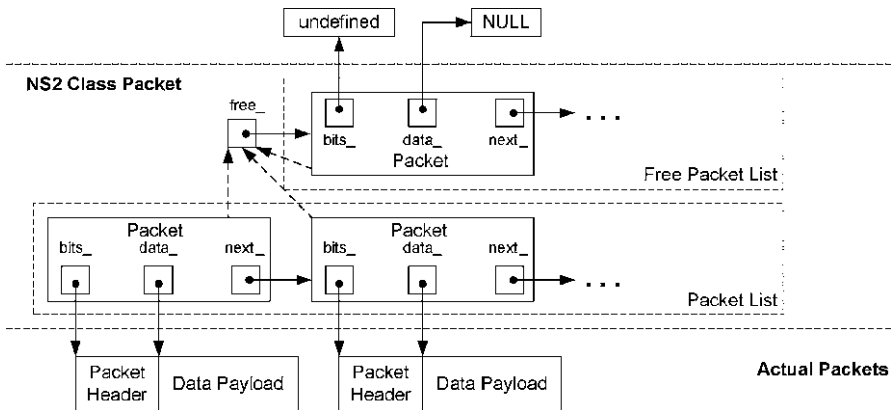 undefined
NULL
NS2 Class Packet
free_
bits_ data_ next_
Packet
. . .
Free Packet List
Packet
bits_ data_ next_
Packet
bits_ data_ next_
. . .
Packet List
Packet
Header
Data Payload
Packet
Header
Data Payload
Actual Packets